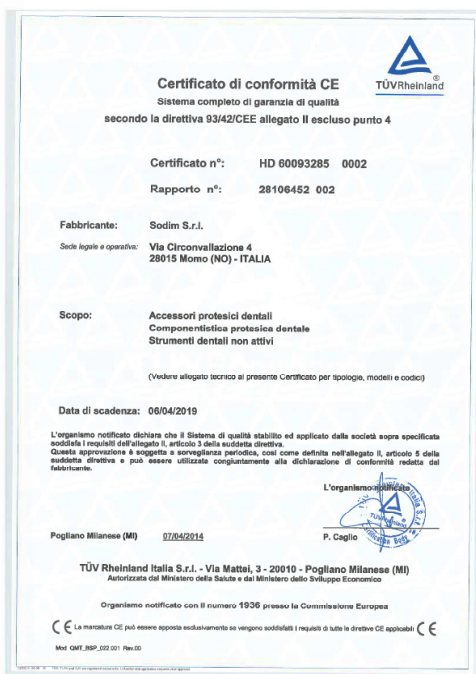 TÜVRheinland®
Certificato di conformità CE
Sistema completo di garanzia di qualità
secondo la direttiva 93/42/CEE allegato II escluso punto 4
Certificato n°: HD 60093285 0002
Rapporto n°: 28106452 002
Fabbricante: Sodim S.r.l.
Sede legale e operativa: Via Circonvallazione 4
28015 Momo (NO) - ITALIA
Scopo: Accessori protesici dentali
Componentistica protesica dentale
Strumenti dentali non attivi
(Vedere allegato tecnico al presente Certificato per tipologie, modelli e codici)
Data di scadenza: 06/04/2019
L'organismo notificato dichiara che il Sistema di qualità stabilito ed applicato dalla società sopra specificata
soddisfa i requisiti dell'allegato II, articolo 3 della suddetta direttiva.
Questa approvazione è soggetta a sorveglianza periodica, così come definita nell'allegato II, articolo 5 della
suddetta direttiva e può essere utilizzata congiuntamente alla dichiarazione di conformità redatta dal
fabbricante.
L'organismo notificato
Pogliano Milanese (MI) 07/04/2014 P. Caglio
TÜV Rheinland Italia S.r.l. - Via Mattei, 3 - 20010 - Pogliano Milanese (MI)
Autorizzata dal Ministero della Salute e dal Ministero dello Sviluppo Economico
Organismo notificato con il numero 1936 presso la Commissione Europea
CE La marcatura CE può essere apposta esclusivamente se vengono soddisfatti i requisiti di tutte le direttive CE applicabili CE
Mod QMT_BSP_022 001 Rev.00